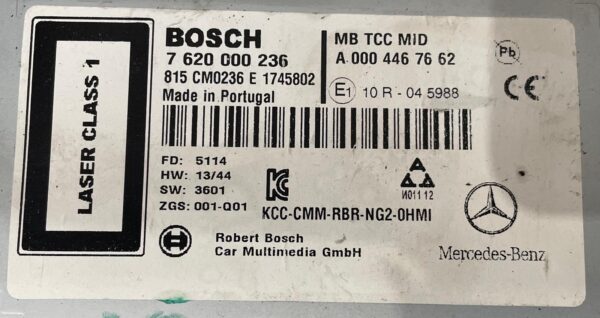 LASER CLASS 1
BOSCH
7 620 000 236
815 CM0236 E 1745802
Made in Portugal
MB TCC MID
A 000 446 76 62
E1 10 R - 04 5988
Pb
CE
FD: 5114
HW: 13/44
SW: 3601
ZGS: 001-Q01
KCC-CMM-RBR-NG2-0HMI
И011 12
Robert Bosch
Car Multimedia GmbH
Mercedes-Benz